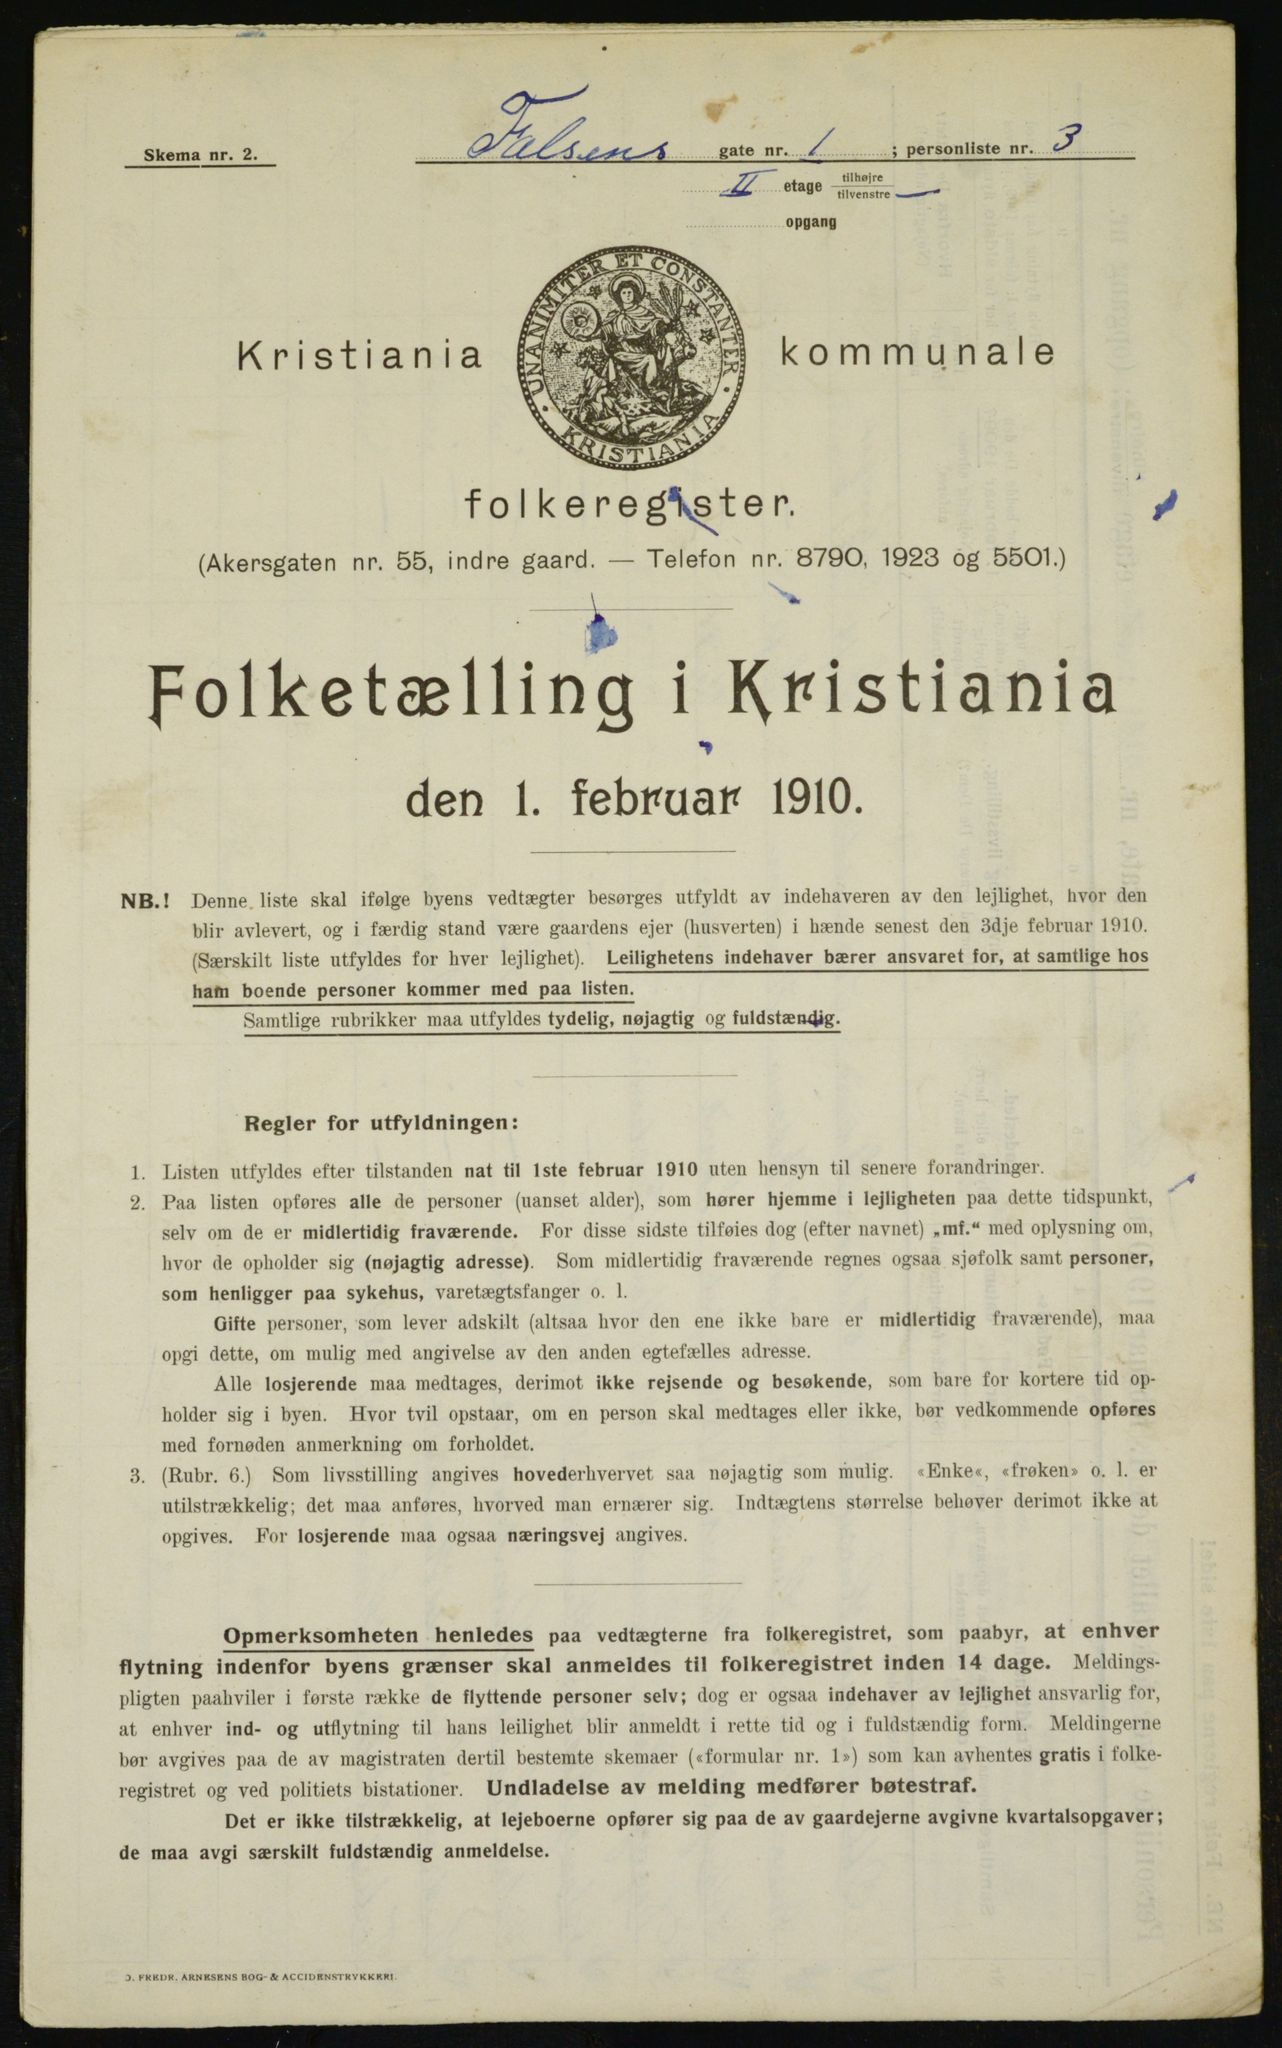 Skema nr. 2.
Falsens gate nr. 1 ; personliste nr. 3
II etage tilhøjre
tilvenstre
opgang
UNANIMITER ET CONSTANTER
KRISTIANIA
Kristiania kommunale
folkeregister.
(Akersgaten nr. 55, indre gaard. — Telefon nr. 8790, 1923 og 5501.)
Folketælling i Kristiania
den 1. februar 1910.
NB.! Denne liste skal ifølge byens vedtægter besørges utfyldt av indehaveren av den lejlighet, hvor den
blir avlevert, og i færdig stand være gaardens ejer (husverten) i hænde senest den 3dje februar 1910.
(Særskilt liste utfyldes for hver lejlighet). Leilighetens indehaver bærer ansvaret for, at samtlige hos
ham boende personer kommer med paa listen.
Samtlige rubrikker maa utfyldes tydelig, nøjagtig og fuldstændig.
Regler for utfyldningen:
1. Listen utfyldes efter tilstanden nat til 1ste februar 1910 uten hensyn til senere forandringer.
2. Paa listen opføres alle de personer (uanset alder), som hører hjemme i lejligheten paa dette tidspunkt,
selv om de er midlertidig fraværende. For disse sidste tilføies dog (efter navnet) „mf.“ med oplysning om,
hvor de opholder sig (nøjagtig adresse). Som midlertidig fraværende regnes ogsaa sjøfolk samt personer,
som henligger paa sykehus, varetægtsfanger o. l.
Gifte personer, som lever adskilt (altsaa hvor den ene ikke bare er midlertidig fraværende), maa
opgi dette, om mulig med angivelse av den anden egtefælles adresse.
Alle losjerende maa medtages, derimot ikke rejsende og besøkende, som bare for kortere tid op-
holder sig i byen. Hvor tvil opstaar, om en person skal medtages eller ikke, bør vedkommende opføres
med fornøden anmerkning om forholdet.
3. (Rubr. 6.) Som livsstilling angives hovederhvervet saa nøjagtig som mulig. «Enke«, «frøken» o. l. er
utilstrækkelig; det maa anføres, hvorved man ernærer sig. Indtægtens størrelse behøver derimot ikke at
opgives. For losjerende maa ogsaa næringsvej angives.
Opmerksomheten henledes paa vedtægterne fra folkeregistret, som paabyr, at enhver
flytning indenfor byens grænser skal anmeldes til folkeregistret inden 14 dage. Meldings-
pligten paahviler i første række de flyttende personer selv; dog er ogsaa indehaver av lejlighet ansvarlig for,
at enhver ind- og utflytning til hans leilighet blir anmeldt i rette tid og i fuldstændig form. Meldingerne
bør avgives paa de av magistraten dertil bestemte skemaer («formular nr. 1») som kan avhentes gratis i folke-
registret og ved politiets bistationer. Undladelse av melding medfører bøtestraf.
Det er ikke tilstrækkelig, at lejeboerne opfører sig paa de av gaardejerne avgivne kvartalsopgaver;
de maa avgi særskilt fuldstændig anmeldelse.
O. FREDR. ARNESENS BOG- & ACCIDENSTRYKKERI.